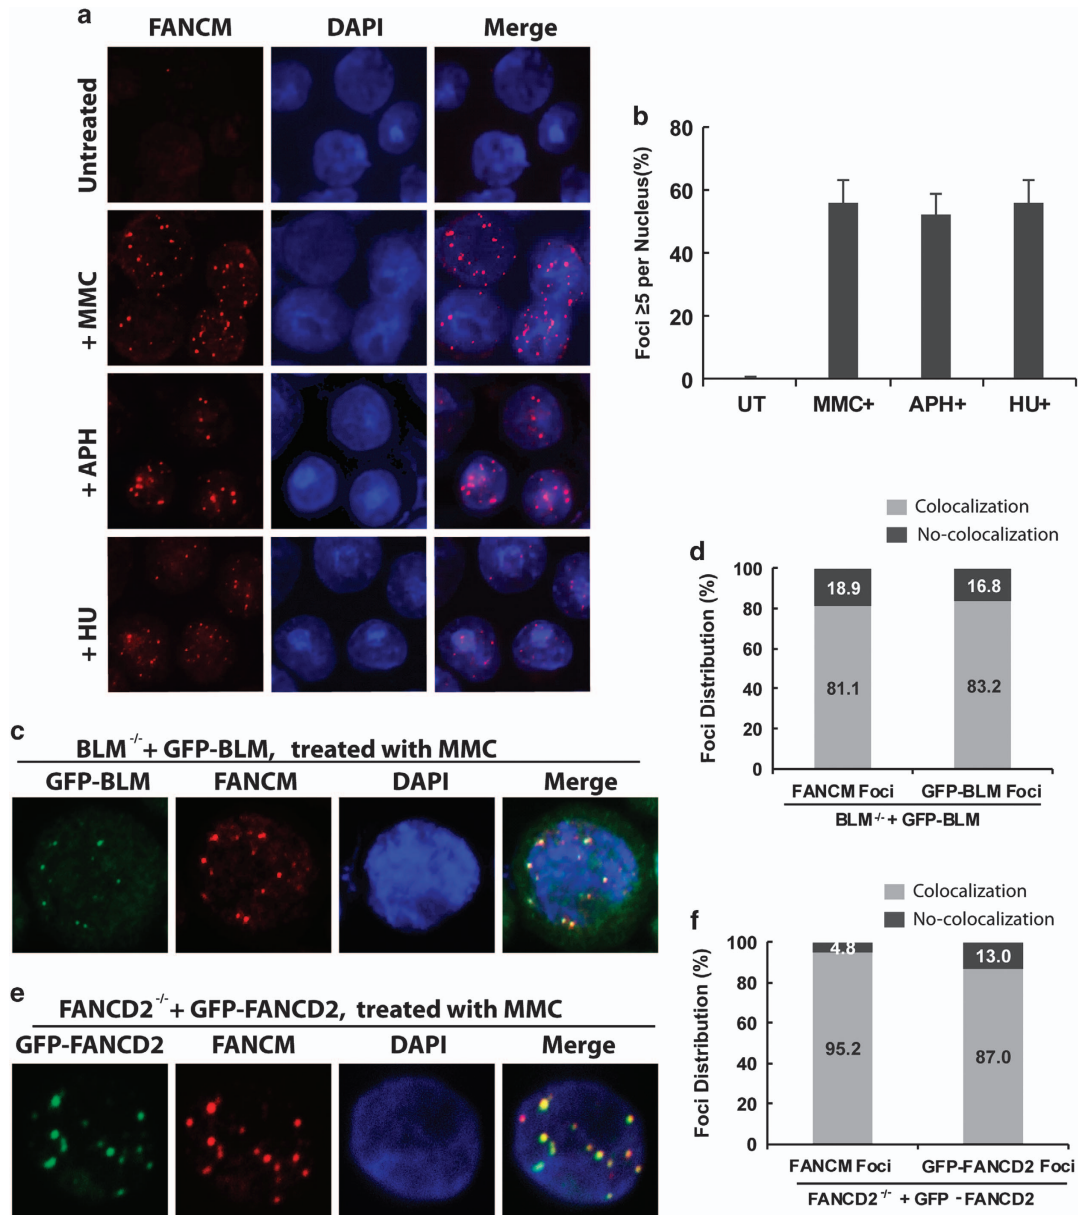 a
FANCM DAPI Merge
Untreated
+ MMC
+ APH
+ HU
b
Foci ≥5 per Nucleus(%)
80
60
40
20
0
UT MMC+ APH+ HU+
c
BLM-/-+ GFP-BLM, treated with MMC
GFP-BLM FANCM DAPI Merge
d
Colocalization
No-colocalization
Foci Distribution (%)
100
80
60
40
20
0
18.9 16.8
81.1 83.2
FANCM Foci GFP-BLM Foci
BLM-/-+ GFP-BLM
e
FANCD2-/-+ GFP-FANCD2, treated with MMC
GFP-FANCD2 FANCM DAPI Merge
f
Colocalization
No-colocalization
Foci Distribution (%)
100
80
60
40
20
0
4.8 13.0
95.2 87.0
FANCM Foci GFP-FANCD2 Foci
FANCD2-/- + GFP -FANCD2